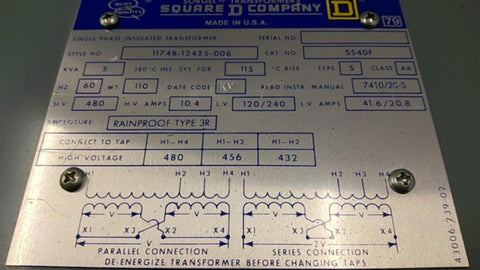 SORGEL TRANSFORMERS
SQUARE D COMPANY
MADE IN U.S.A.
D
79
SINGLE PHASE INSULATED TRANSFORMER SERIAL NO.
STYLE NO. 11748-12425-006 CAT. NO. 5S40F
KVA 5 180°C INS. SYS. FOR 115 °C RISE TYPE S CLASS AA
HZ 60 WT 110 DATE CODE READ INSTR. MANUAL 7410/20-5
H.V. 480 H.V. AMPS 10.4 L.V. 120/240 L.V. AMPS 41.6/20.8
ENCLOSURE RAINPROOF-TYPE 3R
CONNECT TO TAP H1-H4 H1-H3 H1-H2
HIGH VOLTAGE 480 456 432
H1 H2 H3 H4 H1 H2 H3 H4
V V V V
X1 X3 X2 X4 X1 X3 X2 X4
V 2V
PARALLEL CONNECTION SERIES CONNECTION
DE-ENERGIZE TRANSFORMER BEFORE CHANGING TAPS
43006-239-07